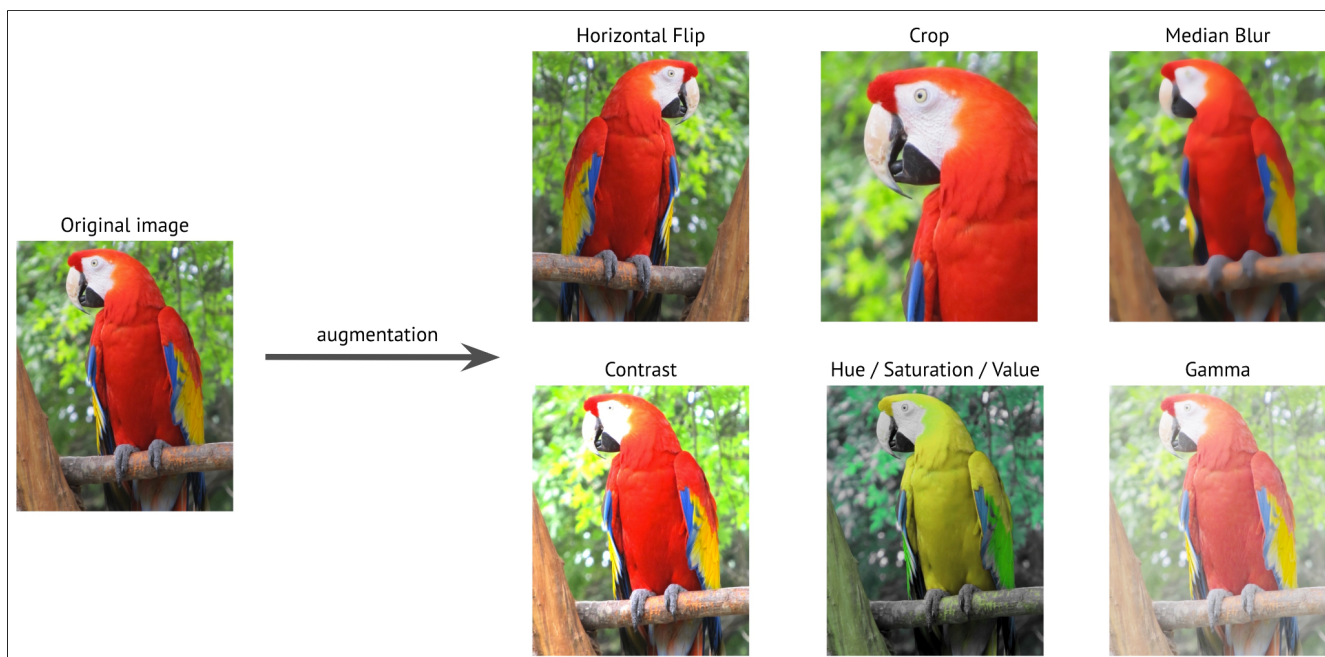 Original image
augmentation
Horizontal Flip
Crop
Median Blur
Contrast
Hue / Saturation / Value
Gamma